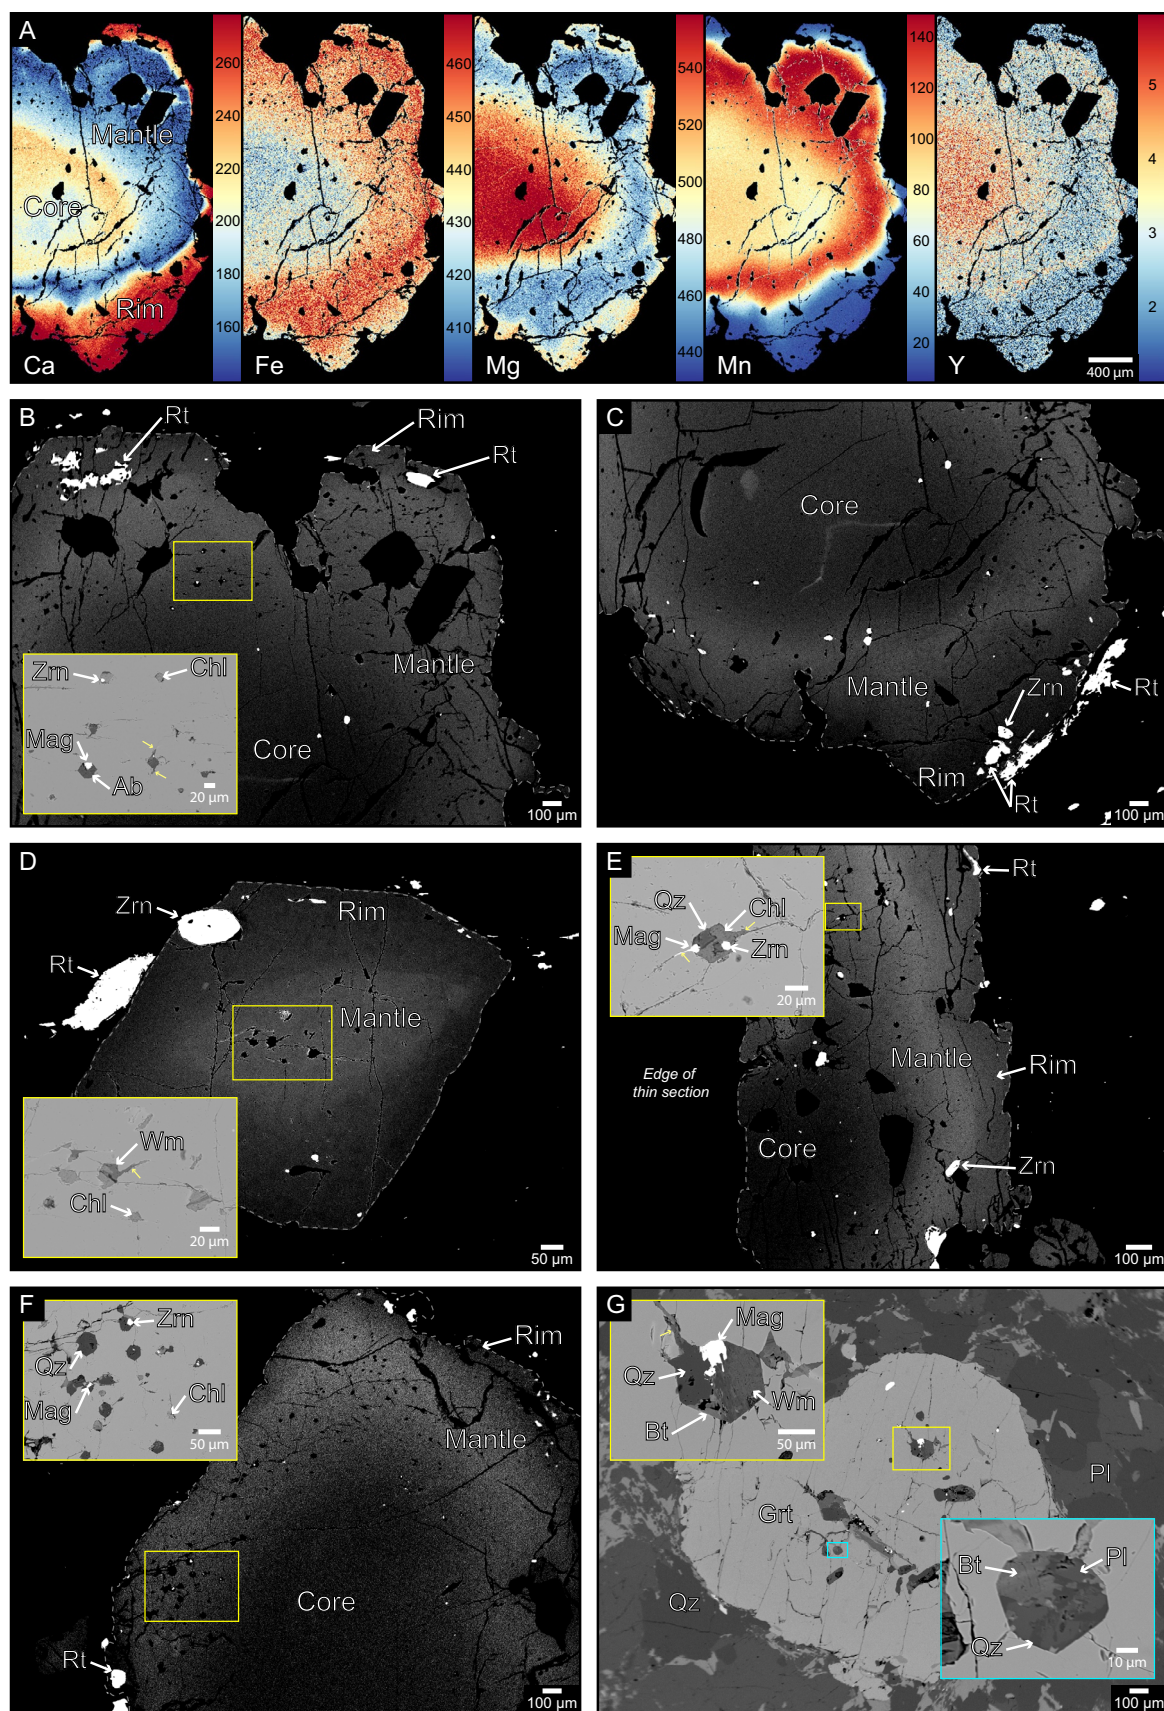 A
Mantle
Core
Rim
Ca
260
240
220
200
180
160
Fe
460
450
440
430
420
410
Mg
540
520
500
480
460
440
Mn
140
120
100
80
60
40
20
Y
400 µm
5
4
3
2
1
B
Rt
Rim
Rt
Mantle
Core
Zrn
Chl
Mag
Ab
20 µm
100 µm
C
Core
Mantle
Zrn
Rt
Rim
Rt
100 µm
D
Zrn
Rim
Rt
Mantle
Wm
Chl
20 µm
50 µm
E
Qz
Chl
Mag
Zrn
20 µm
Rt
Mantle
Edge of
thin section
Rim
Core
Zrn
100 µm
F
Zrn
Qz
Chl
Mag
50 µm
Rim
Mantle
Core
Rt
100 µm
G
Mag
Qz
Wm
Bt
50 µm
Pl
Grt
Qz
Bt
Pl
Qz
10 µm
100 µm